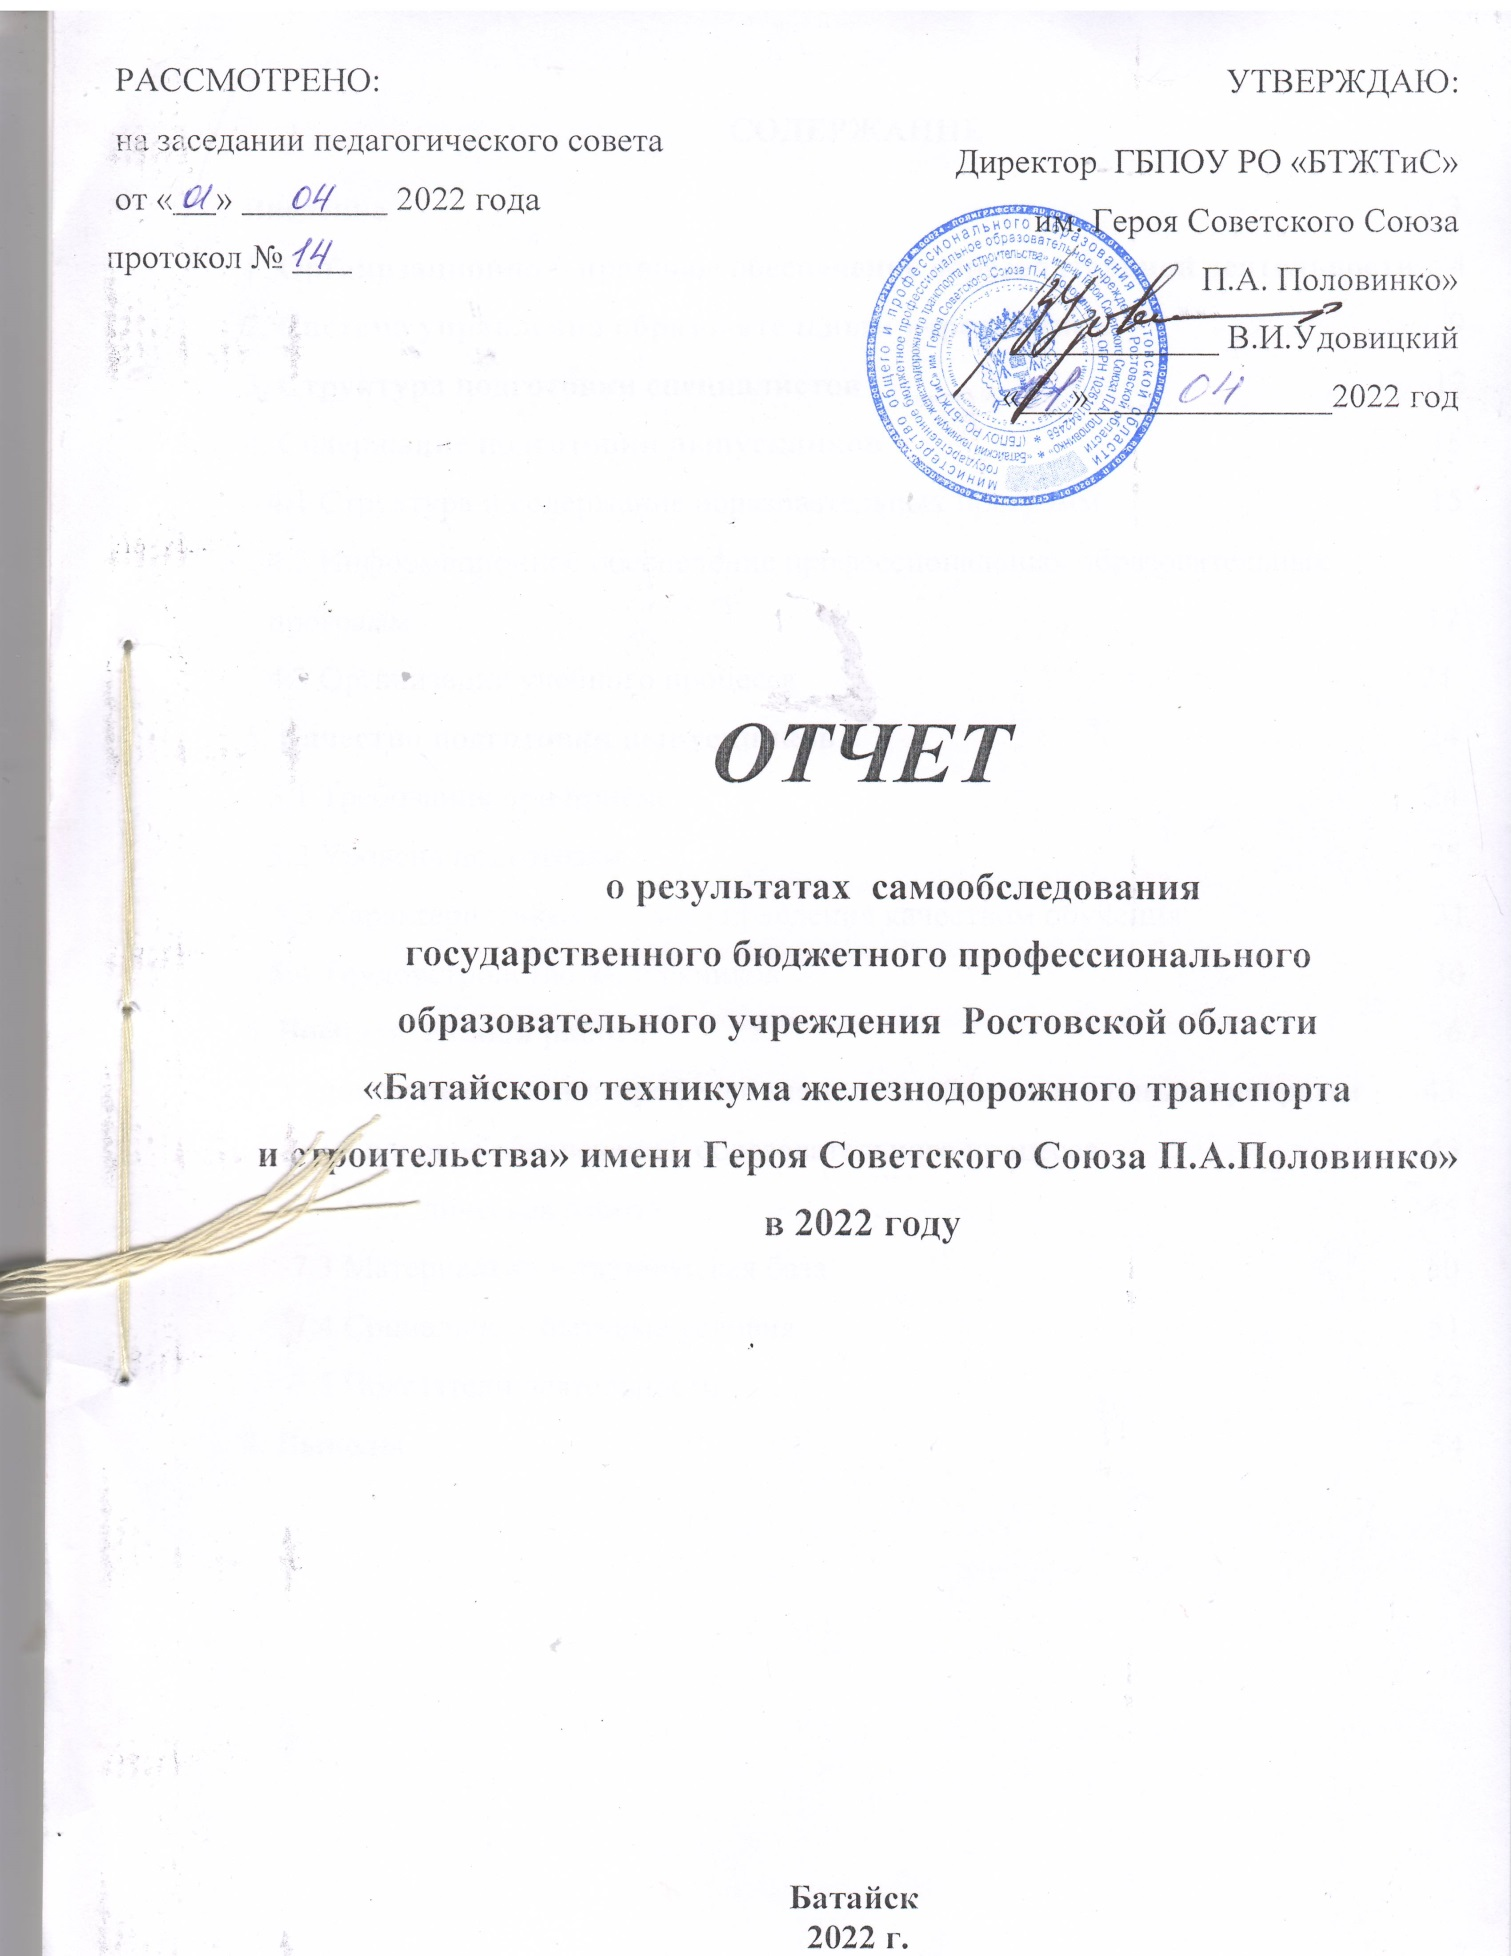 РАССМОТРЕНО:
на заседании педагогического совета
от «01» 04 2022 года
протокол № 14
УТВЕРЖДАЮ:
Директор ГБПОУ РО «БТЖТиС»
им. Героя Советского Союза
П.А. Половинко»
В.И.Удовицкий
« » 04 2022 год
ОТЧЕТ
о результатах самообследования
государственного бюджетного профессионального
образовательного учреждения Ростовской области
«Батайского техникума железнодорожного транспорта
и строительства» имени Героя Советского Союза П.А.Половинко»
в 2022 году
Батайск
2022 г.